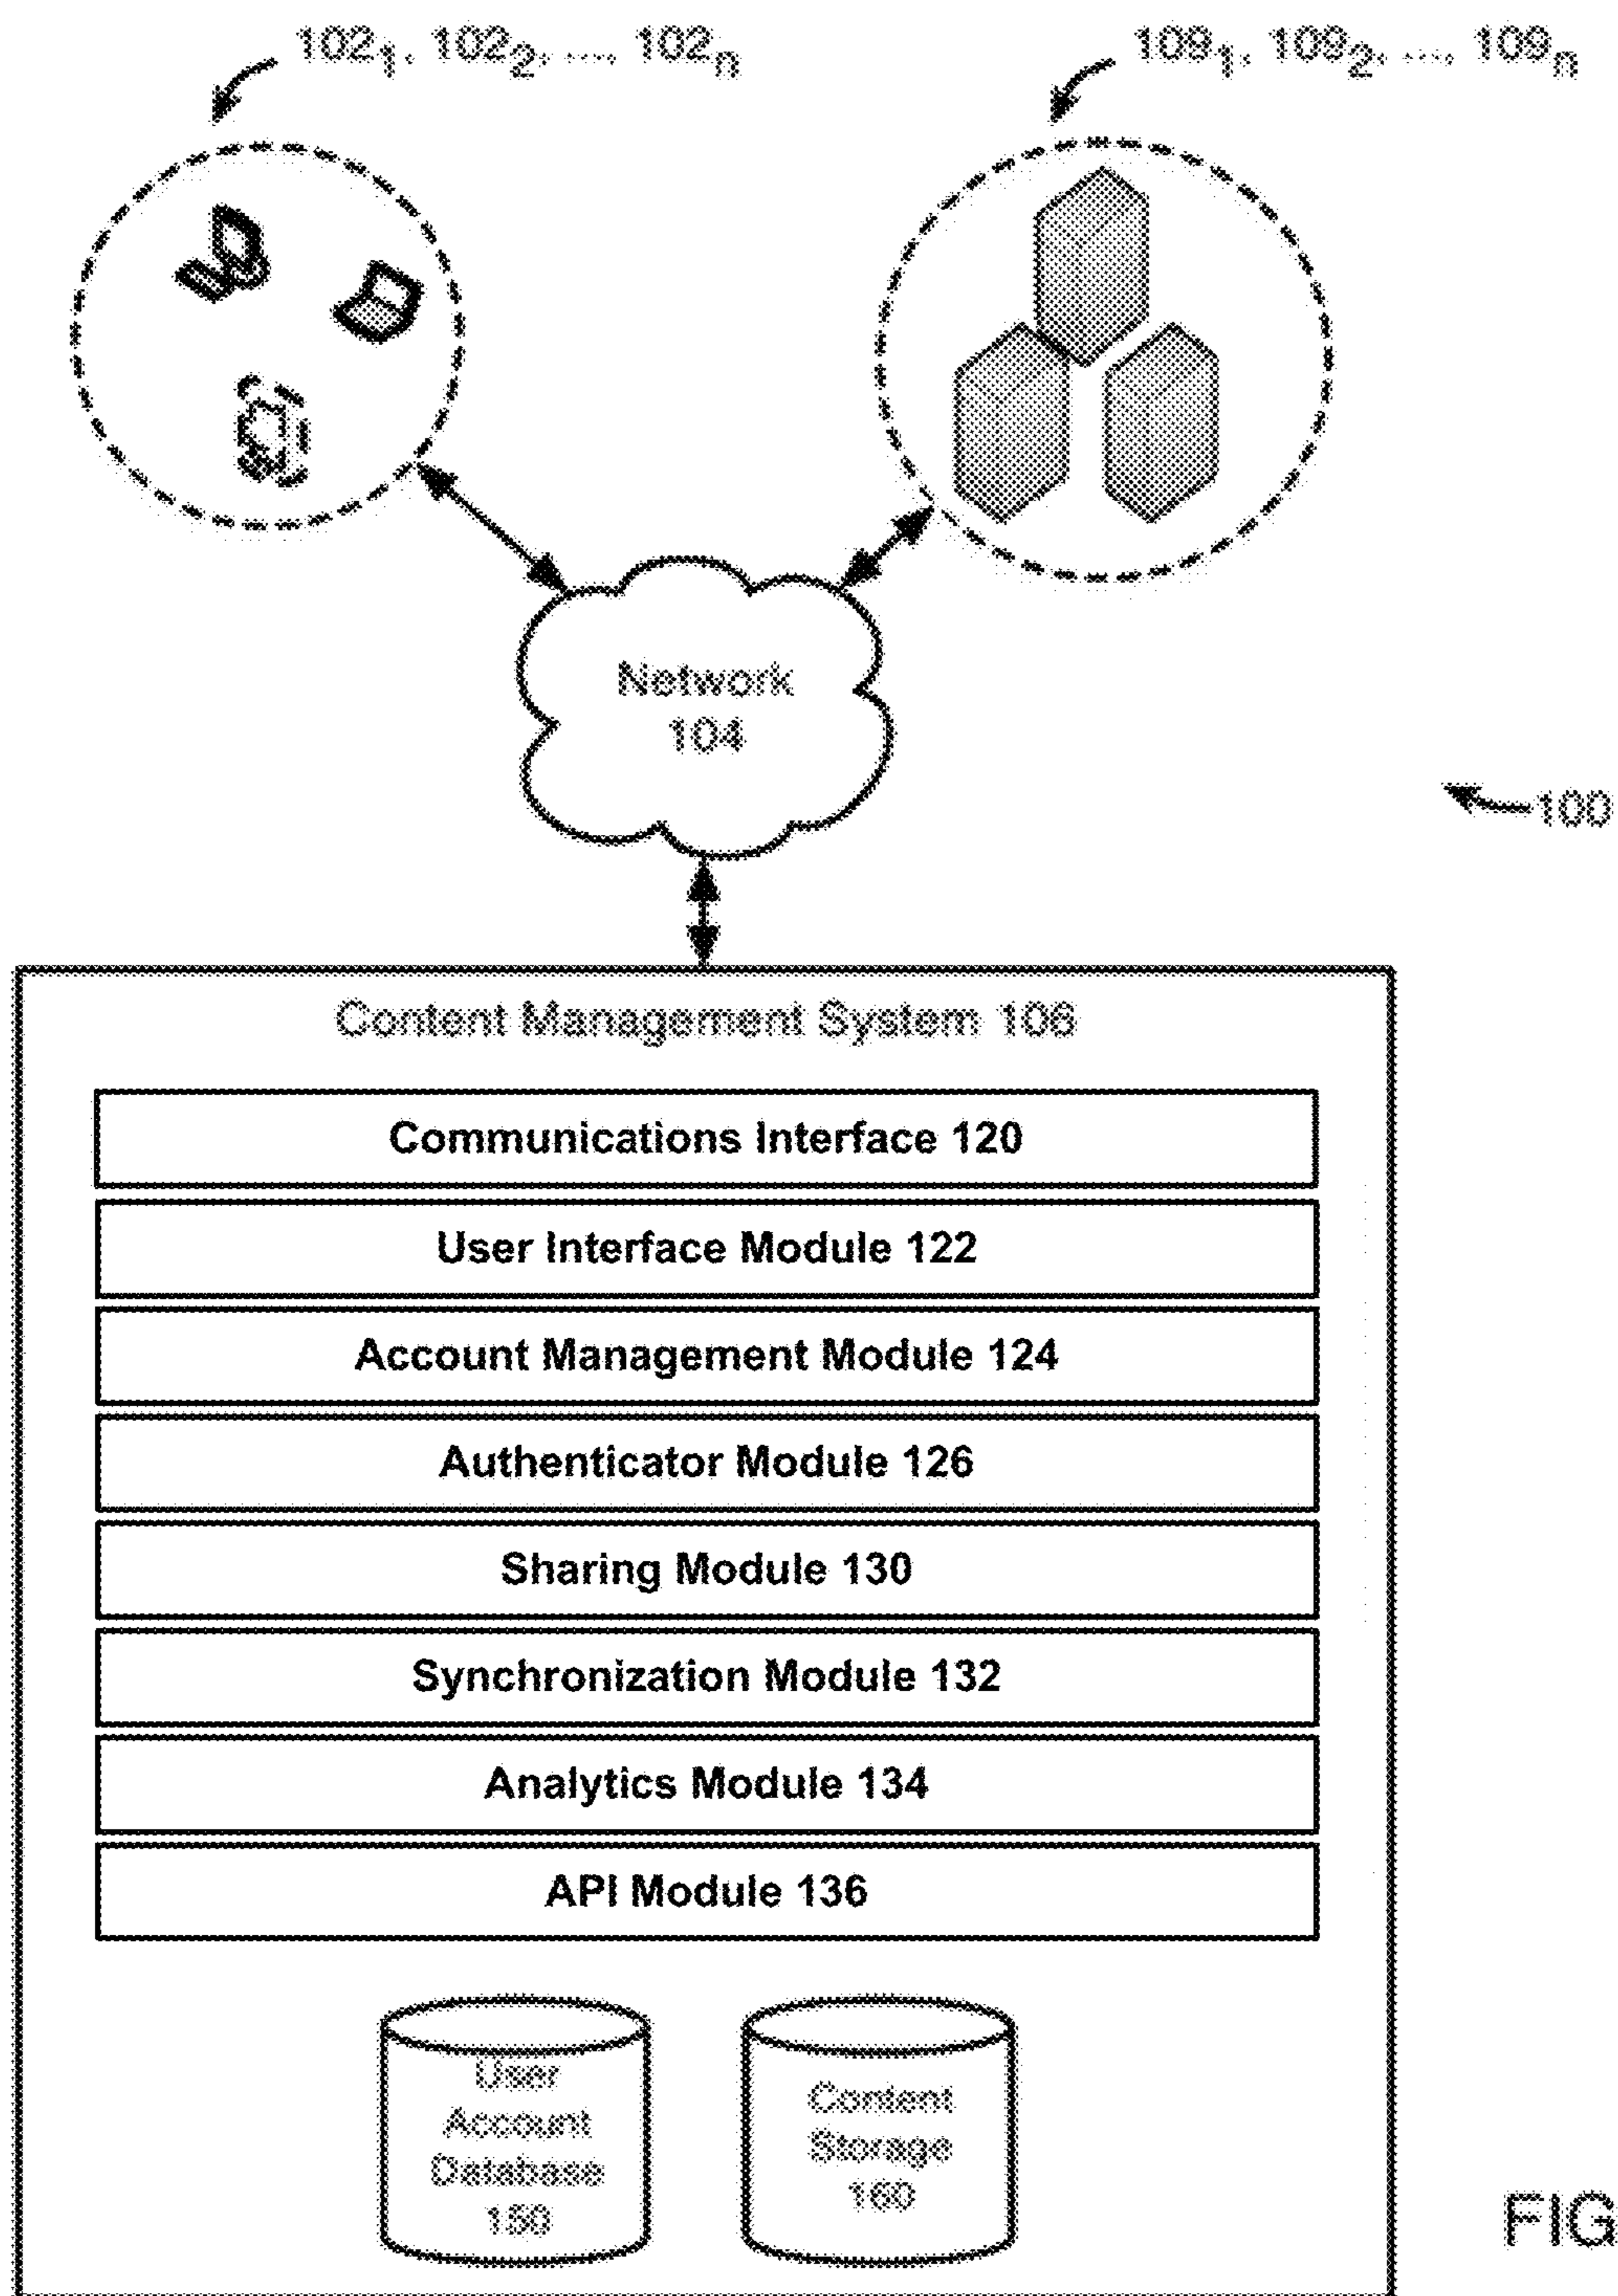 102₁, 102₂, ..., 102ₙ
109₁, 109₂, ..., 109ₙ
Network
104
100
Content Management System 106
Communications Interface 120
User Interface Module 122
Account Management Module 124
Authenticator Module 126
Sharing Module 130
Synchronization Module 132
Analytics Module 134
API Module 136
User
Account
Database
150
Content
Storage
160
FIG